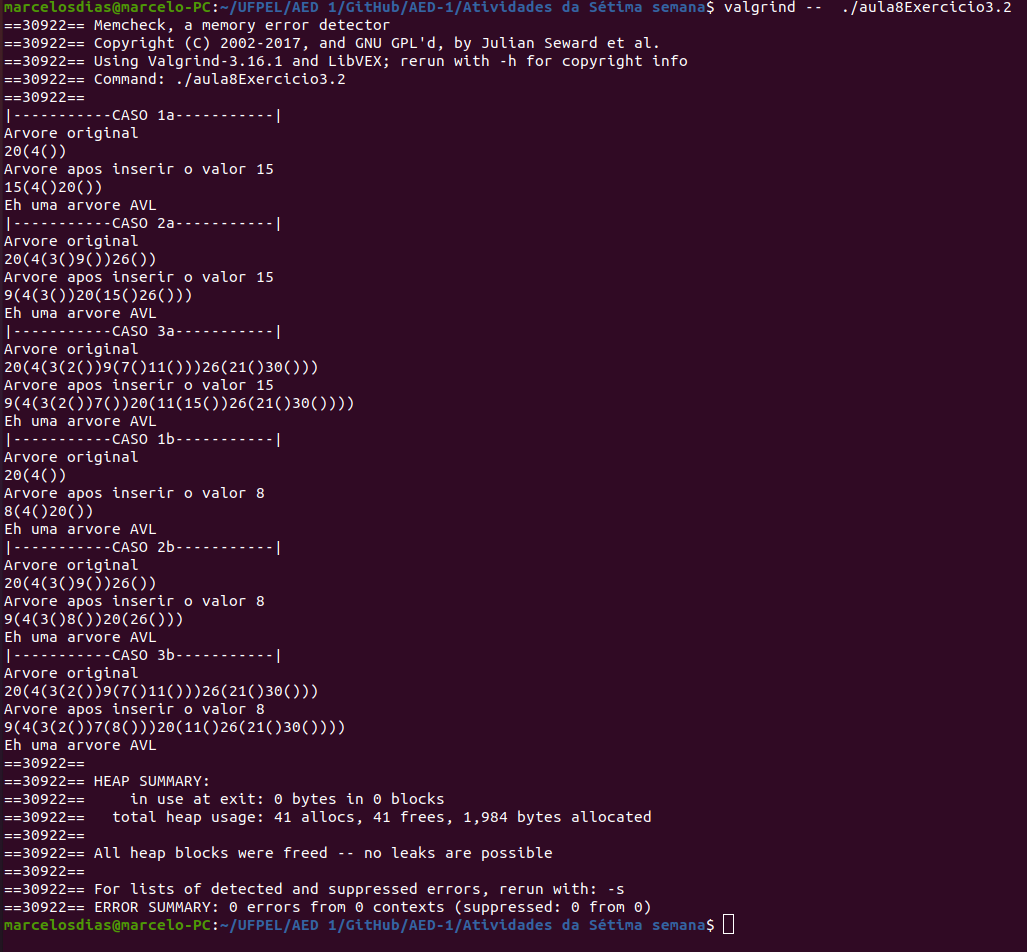 marcelosdias@marcelo-PC:~/UFPEL/AED 1/GitHub/AED-1/Atividades da Sétima semana$ valgrind --  ./aula8Exercicio3.2
==30922== Memcheck, a memory error detector
==30922== Copyright (C) 2002-2017, and GNU GPL'd, by Julian Seward et al.
==30922== Using Valgrind-3.16.1 and LibVEX; rerun with -h for copyright info
==30922== Command: ./aula8Exercicio3.2
==30922==
|-----------CASO 1a-----------|
Arvore original
20(4())
Arvore apos inserir o valor 15
15(4()20())
Eh uma arvore AVL
|-----------CASO 2a-----------|
Arvore original
20(4(3()9())26())
Arvore apos inserir o valor 15
9(4(3())20(15()26()))
Eh uma arvore AVL
|-----------CASO 3a-----------|
Arvore original
20(4(3(2())9(7()11()))26(21()30()))
Arvore apos inserir o valor 15
9(4(3(2())7())20(11(15())26(21()30())))
Eh uma arvore AVL
|-----------CASO 1b-----------|
Arvore original
20(4())
Arvore apos inserir o valor 8
8(4()20())
Eh uma arvore AVL
|-----------CASO 2b-----------|
Arvore original
20(4(3()9())26())
Arvore apos inserir o valor 8
9(4(3()8())20(26()))
Eh uma arvore AVL
|-----------CASO 3b-----------|
Arvore original
20(4(3(2())9(7()11()))26(21()30()))
Arvore apos inserir o valor 8
9(4(3(2())7(8()))20(11()26(21()30())))
Eh uma arvore AVL
==30922==
==30922== HEAP SUMMARY:
==30922==     in use at exit: 0 bytes in 0 blocks
==30922==   total heap usage: 41 allocs, 41 frees, 1,984 bytes allocated
==30922==
==30922== All heap blocks were freed -- no leaks are possible
==30922==
==30922== For lists of detected and suppressed errors, rerun with: -s
==30922== ERROR SUMMARY: 0 errors from 0 contexts (suppressed: 0 from 0)
marcelosdias@marcelo-PC:~/UFPEL/AED 1/GitHub/AED-1/Atividades da Sétima semana$